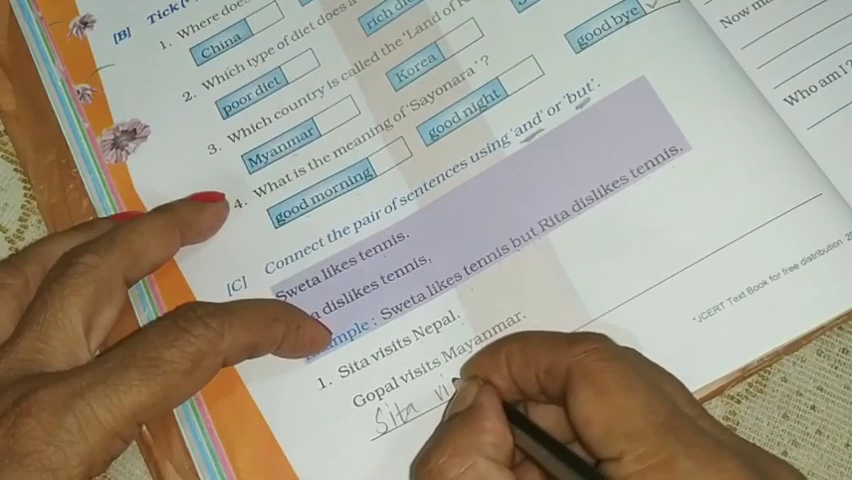 [B] Tick [
1. Where does
China
rich die
2. Which type of diet does a
poor diet
Korea
good bye
3. Which country is called the 'Land of R
Myanmar
good night
4. What is the meaning of 'Sayonara'?
good morning
[C] Connect the pair of sentences using 'and' or 'but'.
Sweta likes tennis.
a dislikes tennis.
mple : Sweta likes tennis but Rita dislikes tennis.
1. Sita visits Nepal.
Gopal visits Mayanmar.
Sita vi
*JCERT Text Book for free distribution 20
Now m
Who am I?